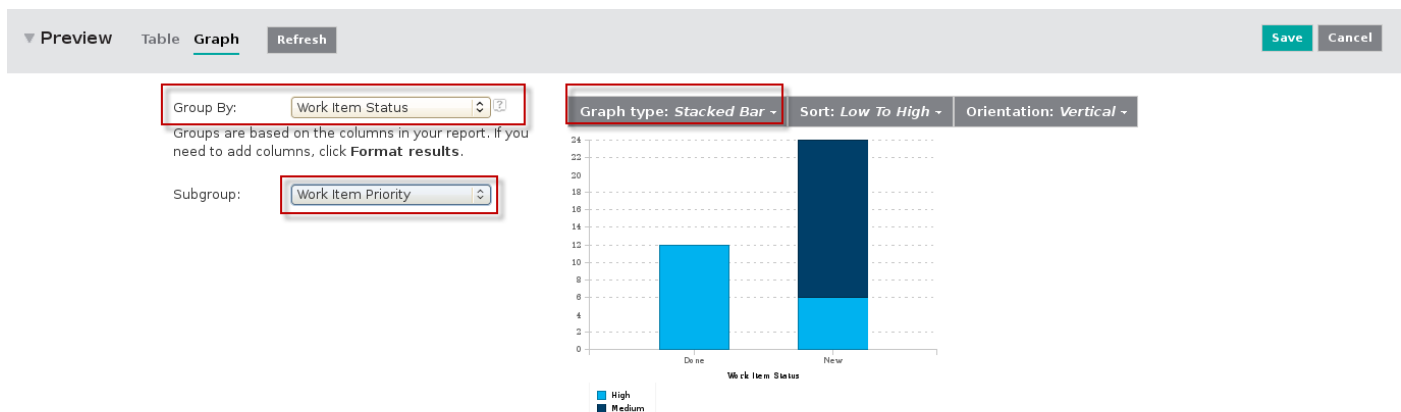 Preview Table Graph Refresh Save Cancel
Group By: Work Item Status
Groups are based on the columns in your report. If you
need to add columns, click Format results.
Subgroup: Work Item Priority
Graph type: Stacked Bar Sort: Low To High Orientation: Vertical
24
22
20
18
16
14
12
10
8
6
4
2
0
Done New
Work Item Status
High
Medium